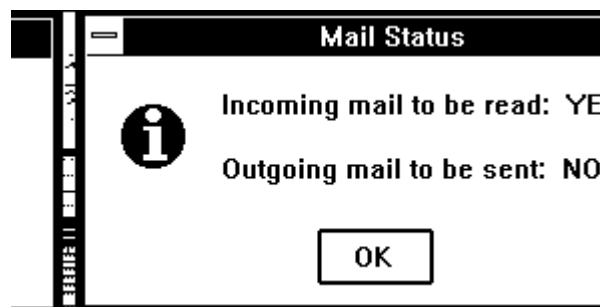 Mail Status
Incoming mail to be read: YE
Outgoing mail to be sent: NO
OK